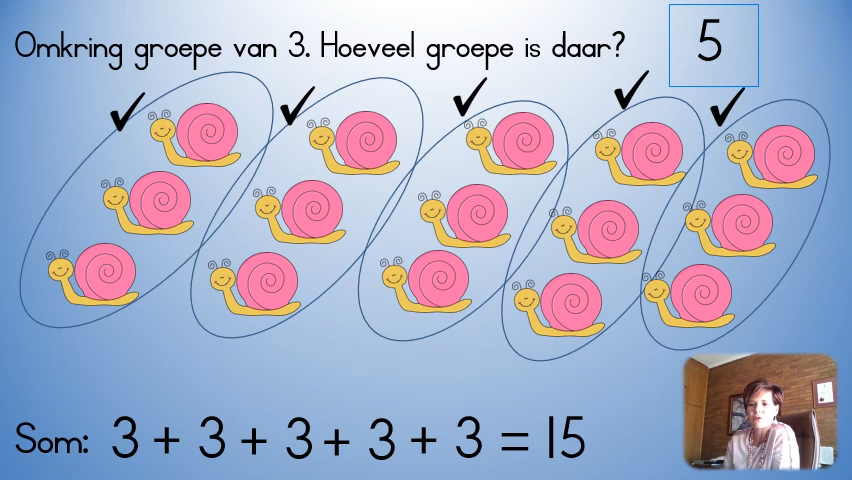 Omkring groepe van 3. Hoeveel groepe is daar? 5
Som: 3 + 3 + 3 + 3 + 3 = 15